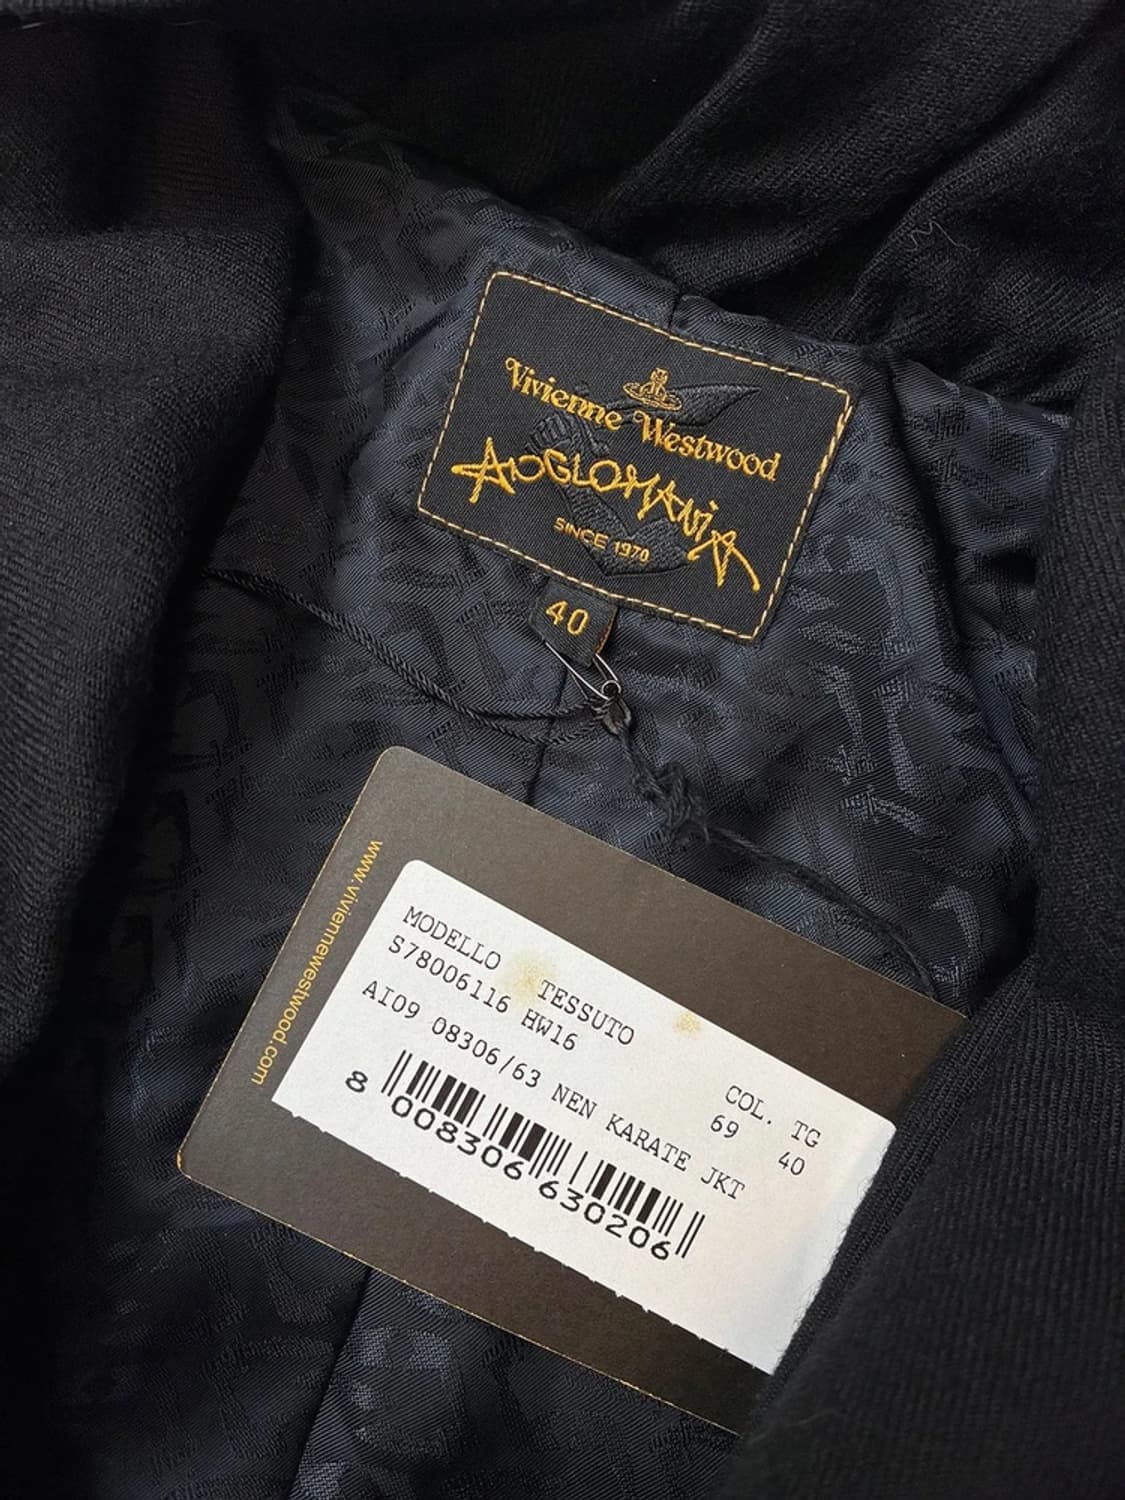 Vivienne Westwood
ANGLOMANIA
SINCE 1970
40
www.viviennewestwood.com
MODELLO TESSUTO COL. TG
S78006116 HW16 69 40
AI09 08306/63 NEN KARATE JKT
8 008306 630206